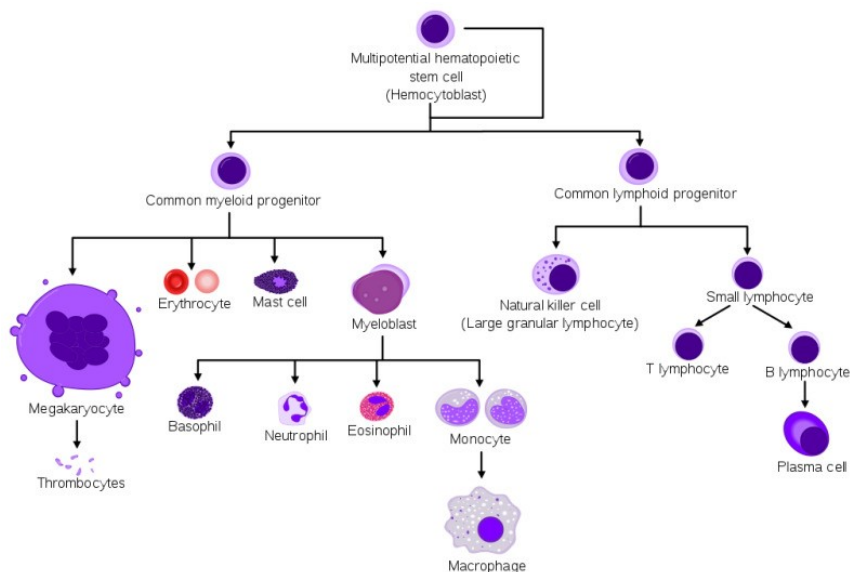 Multipotential hematopoietic
stem cell
(Hemocytoblast)
Common myeloid progenitor
Common lymphoid progenitor
Erythrocyte
Mast cell
Myeloblast
Natural killer cell
(Large granular lymphocyte)
Small lymphocyte
T lymphocyte
B lymphocyte
Megakaryocyte
Basophil
Neutrophil
Eosinophil
Monocyte
Plasma cell
Thrombocytes
Macrophage